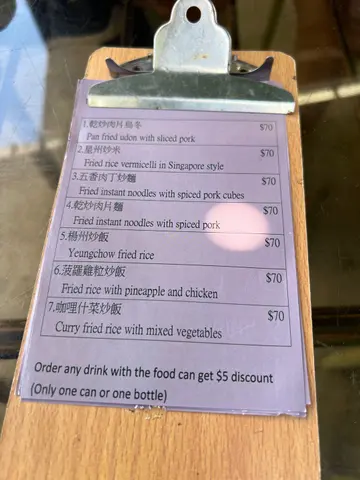 1.乾炒肉片烏冬 $70
Pan fried udon with sliced pork
2.星州炒米 $70
Fried rice vermicelli in Singapore style
3.五香肉丁炒麵 $70
Fried instant noodles with spiced pork cubes
4.乾炒肉片麵 $70
Fried instant noodles with spiced pork
5.楊州炒飯 $70
Yeungchow fried rice
6.菠羅雞粒炒飯 $70
Fried rice with pineapple and chicken
7.咖哩什菜炒飯 $70
Curry fried rice with mixed vegetables
Order any drink with the food can get $5 discount
(Only one can or one bottle)